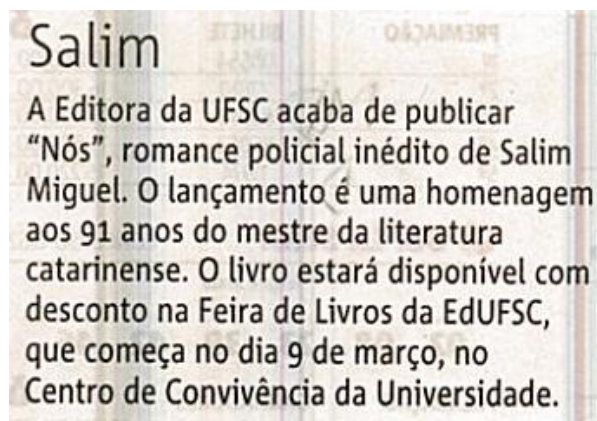 Salim
A Editora da UFSC acaba de publicar
“Nós”, romance policial inédito de Salim
Miguel. O lançamento é uma homenagem
aos 91 anos do mestre da literatura
catarinense. O livro estará disponível com
desconto na Feira de Livros da EdUFSC,
que começa no dia 9 de março, no
Centro de Convivência da Universidade.